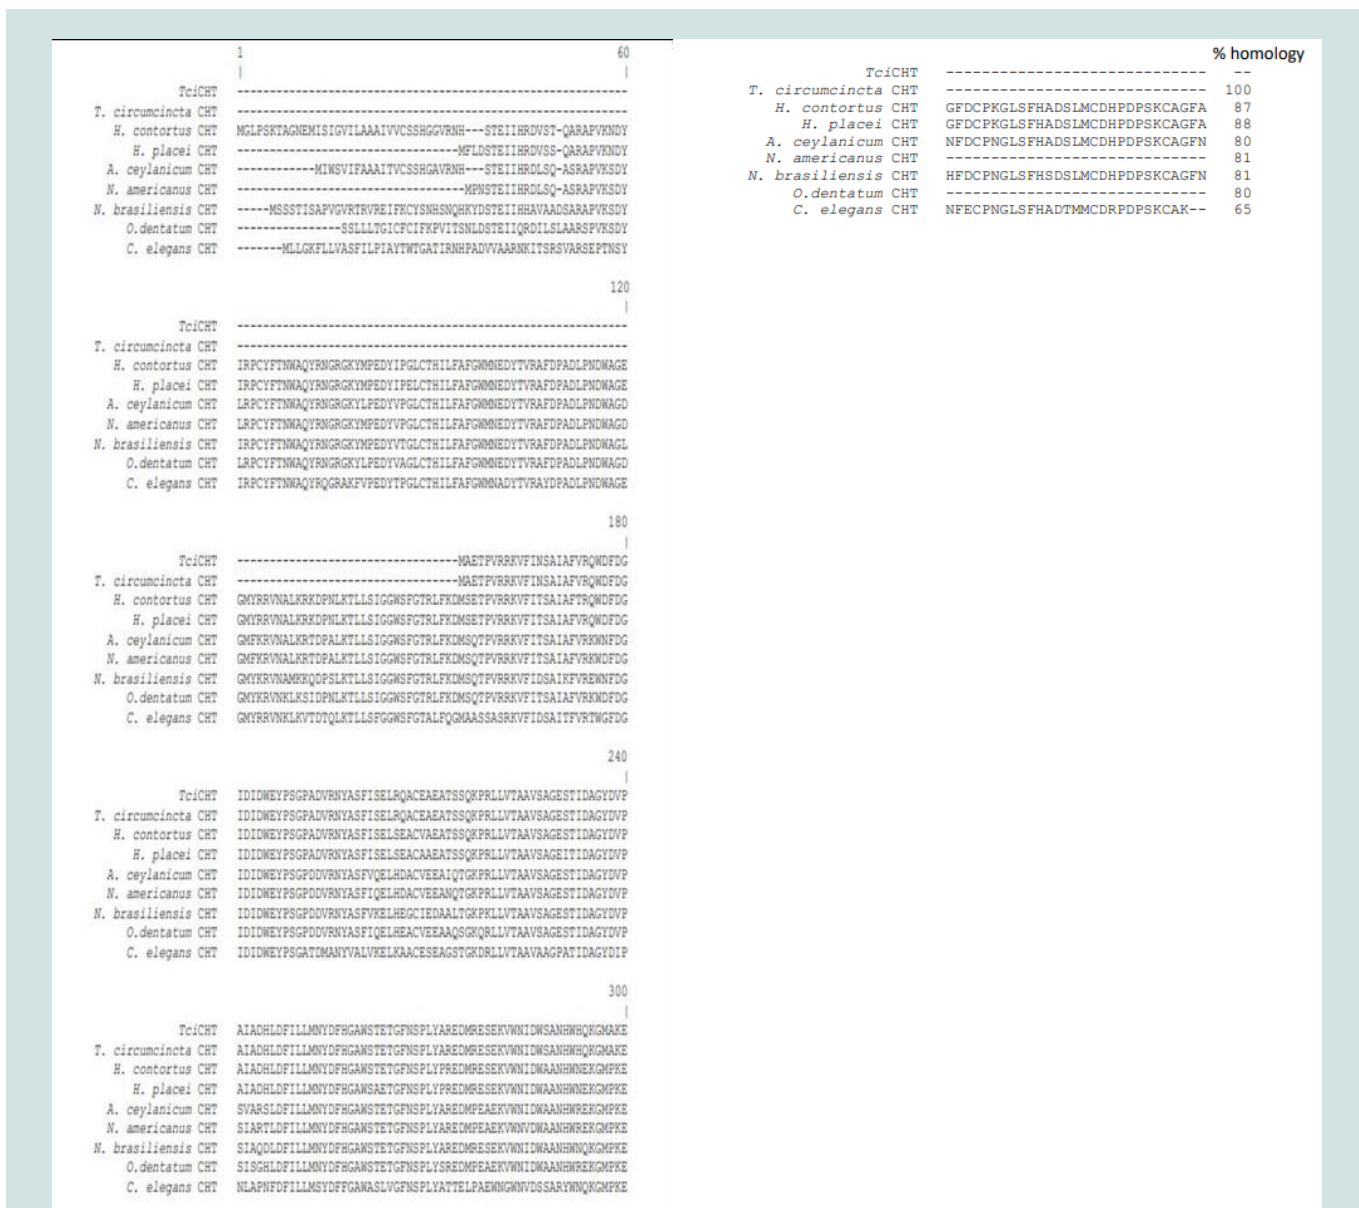 1 60
| |
TciCHT ------------------------------------------------------------
T. circumcincta CHT ------------------------------------------------------------
H. contortus CHT MGLPSKTAGNEMISIGVILAAAIVVCSSHGGVRNH---STEIIHRDVST-QARAPVKNDY
H. placei CHT ----------------------------------MFLDSTEIIHRDVSS-QARAPVKNDY
A. ceylanicum CHT ------------MIWSVIFAAAITVCSSHGAVRNH---STEIIHRDLSQ-ASRAPVKSDY
N. americanus CHT -----------------------------------MPNSTEIIHRDLSQ-ASRAPVKSDY
N. brasiliensis CHT -----MSSSTISAPVGVRTRVREIFKCYSNHSNQHKYDSTEIIHHAVAADSARAPVKSDY
O.dentatum CHT ----------------SSLLLTGICFCIFKPVITSNLDSTEIIQRDILSLAARSPVKSDY
C. elegans CHT -------MLLGKFLLVASFILPIAYTWTGATIRNHPADVVAARNKITSRSVARSEPTNSY
120
|
TciCHT ------------------------------------------------------------
T. circumcincta CHT ------------------------------------------------------------
H. contortus CHT IRPCYFTNWAQYRNGRGKYMPEDYIPGLCTHILFAFGWMNEDYTVRAFDPADLPNDWAGE
H. placei CHT IRPCYFTNWAQYRNGRGKYMPEDYIPELCTHILFAFGWMNEDYTVRAFDPADLPNDWAGE
A. ceylanicum CHT LRPCYFTNWAQYRNGRGKYLPEDYVPGLCTHILFAFGWMNEDYTVRAFDPADLPNDWAGD
N. americanus CHT LRPCYFTNWAQYRNGRGKYMPEDYVPGLCTHILFAFGWMNEDYTVRAFDPADLPNDWAGD
N. brasiliensis CHT IRPCYFTNWAQYRNGRGKYMPEDYVTGLCTHILFAFGWMNEDYTVRAFDPADLPNDWAGL
O.dentatum CHT LRPCYFTNWAQYRNGRGKYLPEDYVAGLCTHILFAFGWMNEDYTVRAFDPADLPNDWAGD
C. elegans CHT IRPCYFTNWAQYRQGRAKFVPEDYTPGLCTHILFAFGWMNADYTVRAYDPADLPNDWAGE
180
|
TciCHT ----------------------------------MAETPVRRKVFINSAIAFVRQWDFDG
T. circumcincta CHT ----------------------------------MAETPVRRKVFINSAIAFVRQWDFDG
H. contortus CHT GMYRRVNALKRKDPNLKTLLSIGGWSFGTRLFKDMSETPVRRKVFITSAIAFTRQWDFDG
H. placei CHT GMYRRVNALKRKDPNLKTLLSIGGWSFGTRLFKDMSETPVRRKVFITSAIAFVRQWDFDG
A. ceylanicum CHT GMFKRVNALKRTDPALKTLLSIGGWSFGTRLFKDMSQTPVRRKVFITSAIAFVRKWNFDG
N. americanus CHT GMFKRVNALKRTDPALKTLLSIGGWSFGTRLFKDMSQTPVRRKVFITSAIAFVRKWDFDG
N. brasiliensis CHT GMYKRVNAMKKQDPSLKTLLSIGGWSFGTRLFKDMSQTPVRRKVFIDSAIKFVREWNFDG
O.dentatum CHT GMYKRVNKLKSIDPNLKTLLSIGGWSFGTRLFKDMSQTPVRRKVFITSAIAFVRKWDFDG
C. elegans CHT GMYRRVNKLKVTDTQLKTLLSFGGWSFGTALFQGMAASSASRKVFIDSAITFVRTWGFDG
240
|
TciCHT IDIDWEYPSGPADVRNYASFISELRQACEAEATSSQKPRLLVTAAVSAGESTIDAGYDVP
T. circumcincta CHT IDIDWEYPSGPADVRNYASFISELRQACEAEATSSQKPRLLVTAAVSAGESTIDAGYDVP
H. contortus CHT IDIDWEYPSGPADVRNYASFISELSEACVAEATSSQKPRLLVTAAVSAGESTIDAGYDVP
H. placei CHT IDIDWEYPSGPADVRNYASFISELSEACAAEATSSQKPRLLVTAAVSAGEITIDAGYDVP
A. ceylanicum CHT IDIDWEYPSGPDDVRNYASFVQELHDACVEEAIQTGKPRLLVTAAVSAGESTIDAGYDVP
N. americanus CHT IDIDWEYPSGPDDVRNYASFIQELHDACVEEANQTGKPRLLVTAAVSAGESTIDAGYDVP
N. brasiliensis CHT IDIDWEYPSGPDDVRNYASFVKELHEGCIEDAALTGKPKLLVTAAVSAGESTIDAGYDVP
O.dentatum CHT IDIDWEYPSGPDDVRNYASFIQELHEACVEEAAQSGKQRLLVTAAVSAGESTIDAGYDVP
C. elegans CHT IDIDWEYPSGATDMANYVALVKELKAACESEAGSTGKDRLLVTAAVAAGPATIDAGYDIP
300
|
TciCHT AIADHLDFILLMNYDFHGAWSTETGFNSPLYAREDMRESEKVWNIDWSANHWHQKGMAKE
T. circumcincta CHT AIADHLDFILLMNYDFHGAWSTETGFNSPLYAREDMRESEKVWNIDWSANHWHQKGMAKE
H. contortus CHT AIADHLDFILLMNYDFHGAWSTETGFNSPLYPREDMRESEKVWNIDWAANHWNEKGMPKE
H. placei CHT AIADHLDFILLMNYDFHGAWSAETGFNSPLYPREDMRESEKVWNIDWAANHWNEKGMPKE
A. ceylanicum CHT SVARSLDFILLMNYDFHGAWSTETGFNSPLYAREDMPEAEKVWNIDWAANHWREKGMPKE
N. americanus CHT SIARTLDFILLMNYDFHGAWSTETGFNSPLYAREDMPEAEKVWNVDWAANHWREKGMPKE
N. brasiliensis CHT SIAQDLDFILLMNYDFHGAWSTETGFNSPLYAREDMRESEKVWNIDWAANHWNQKGMPKE
O.dentatum CHT SISGHLDFILLMNYDFHGAWSTETGFNSPLYSREDMPEAEKVWNIDWAANHWREKGMPKE
C. elegans CHT NLAPNFDFILLMSYDFFGAWASLVGFNSPLYATTELPAEWNGWNVDSSARYWNQKGMPKE
% homology
TciCHT ----------------------------- --
T. circumcincta CHT ----------------------------- 100
H. contortus CHT GFDCPKGLSFHADSLMCDHPDPSKCAGFA 87
H. placei CHT GFDCPKGLSFHADSLMCDHPDPSKCAGFA 88
A. ceylanicum CHT NFDCPNGLSFHADSLMCDHPDPSKCAGFN 80
N. americanus CHT ----------------------------- 81
N. brasiliensis CHT HFDCPNGLSFHSDSLMCDHPDPSKCAGFN 81
O.dentatum CHT ----------------------------- 80
C. elegans CHT NFECPNGLSFHADTMMCDRPDPSKCAK-- 65